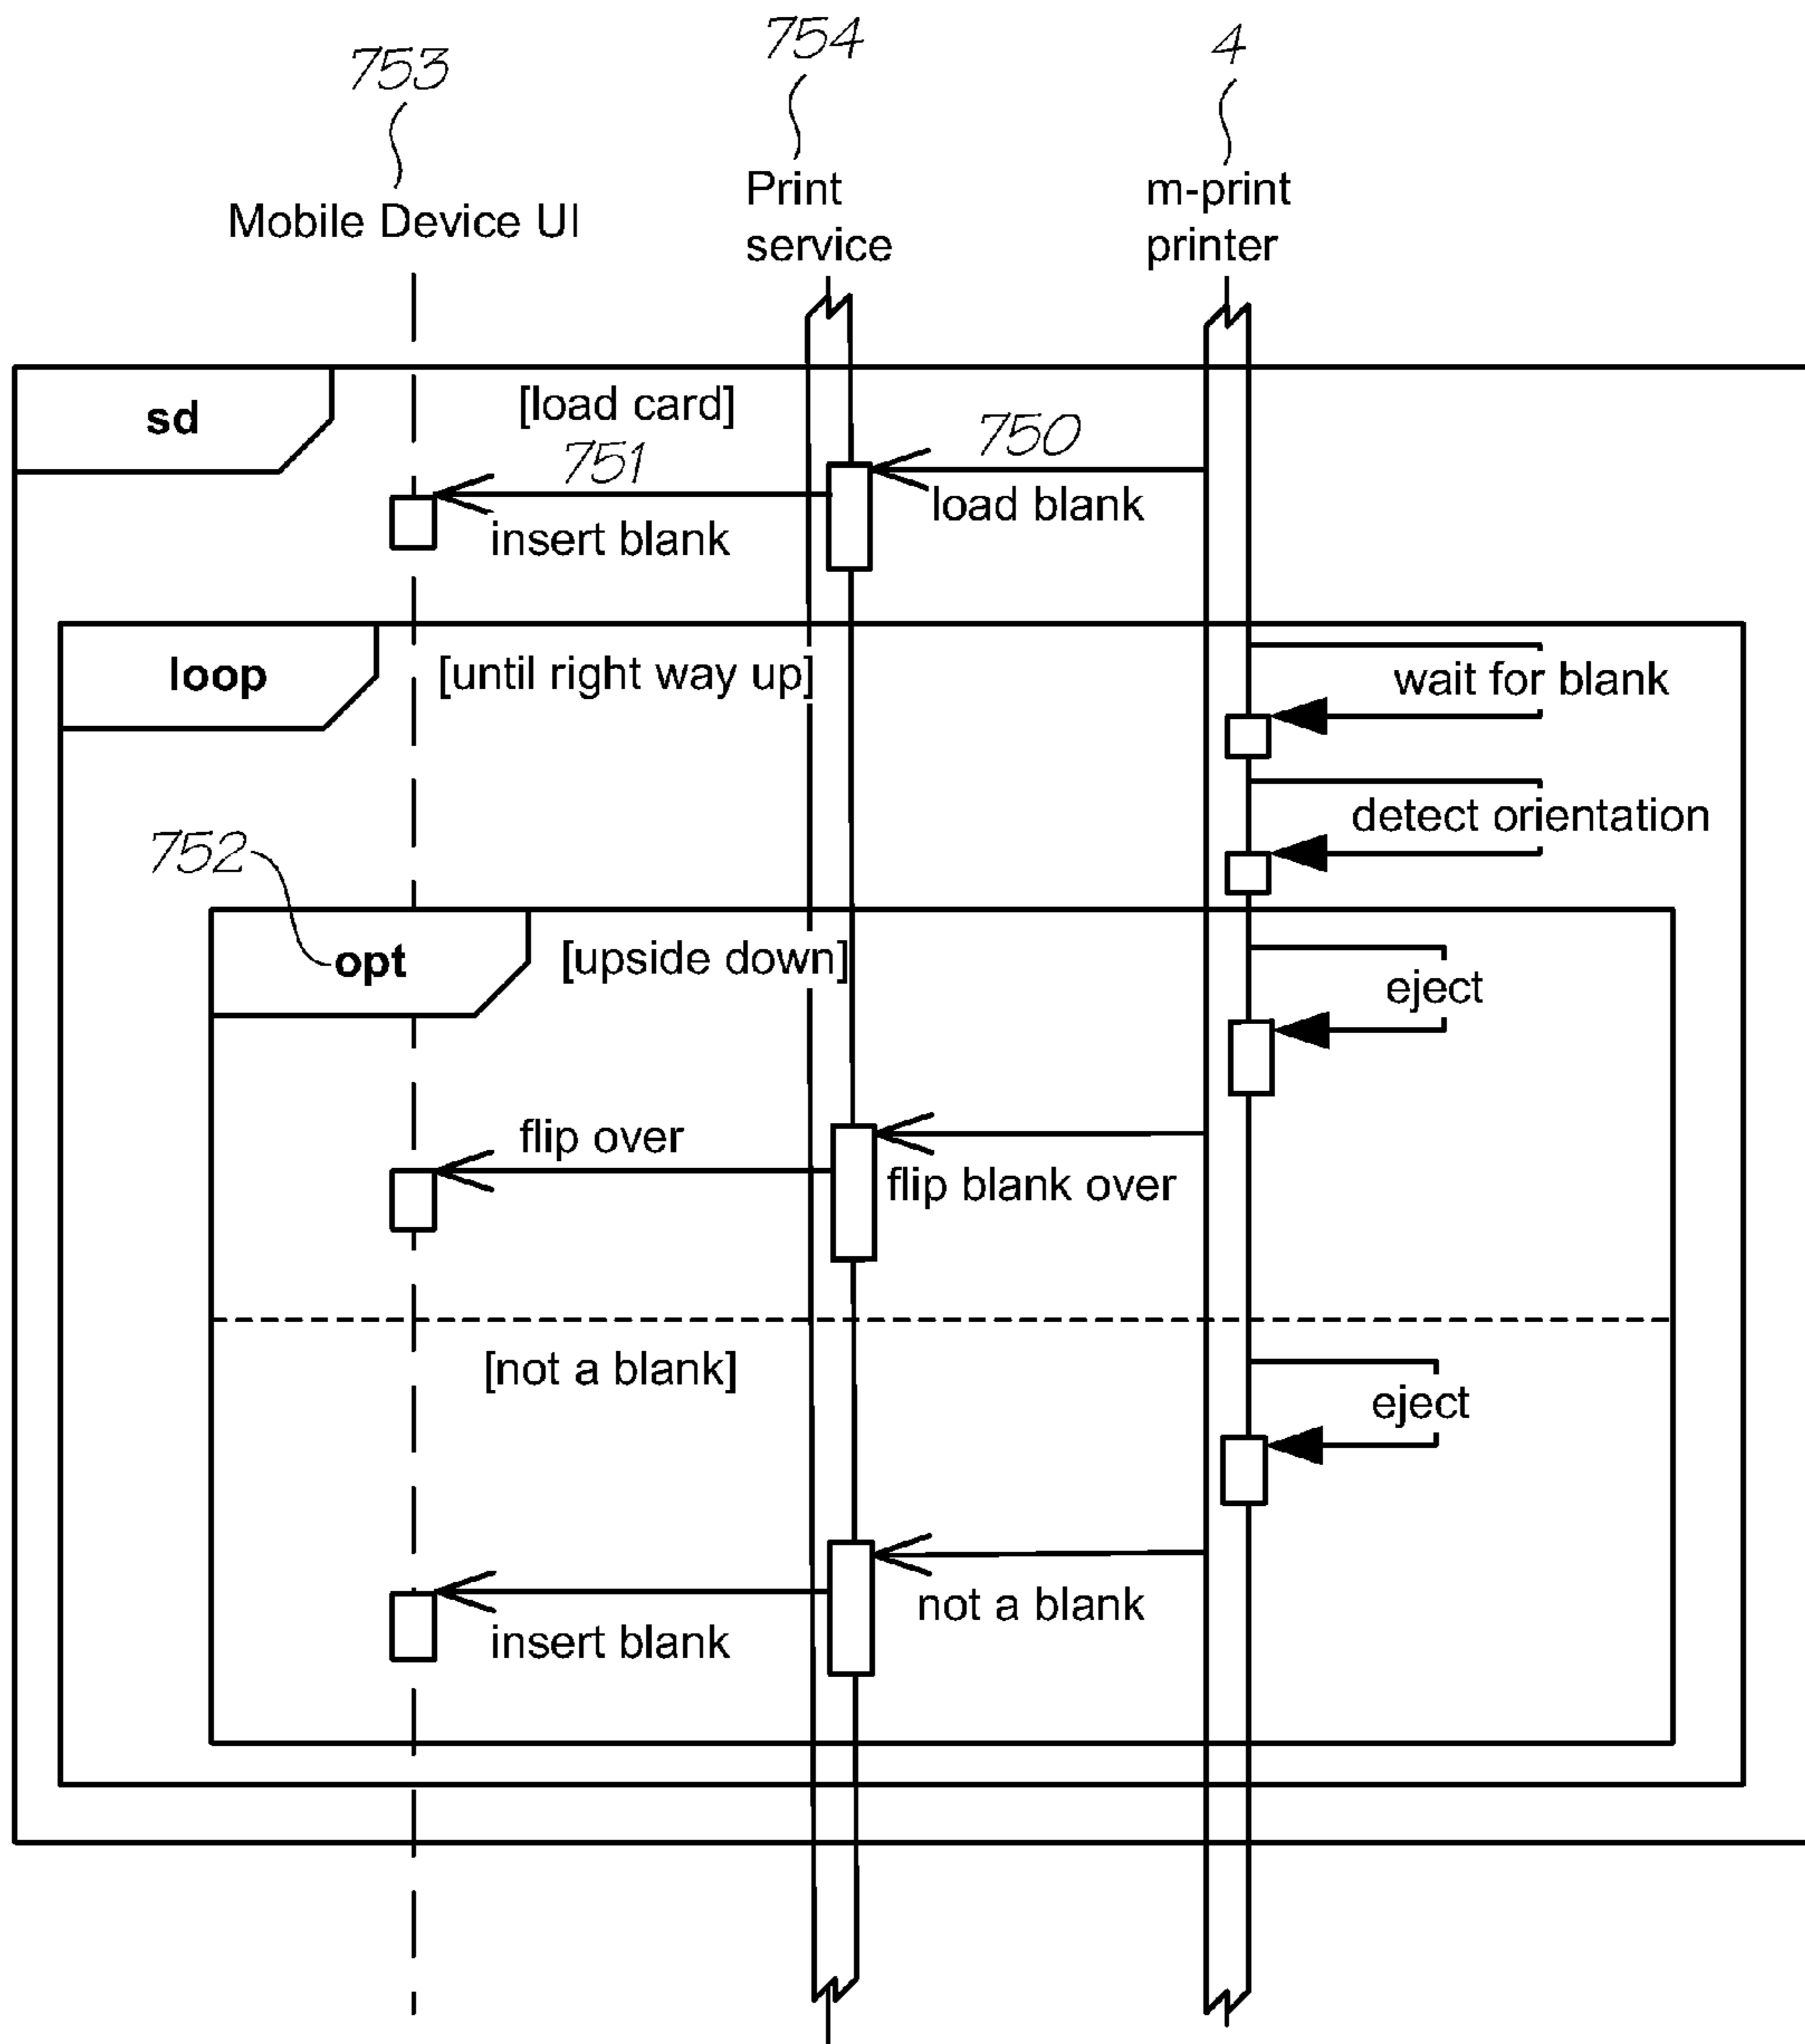 753
754
4
Mobile Device UI
Print
service
m-print
printer
sd
[load card]
750
751
load blank
insert blank
loop
[until right way up]
wait for blank
detect orientation
752
opt
[upside down]
eject
flip over
flip blank over
[not a blank]
eject
not a blank
insert blank